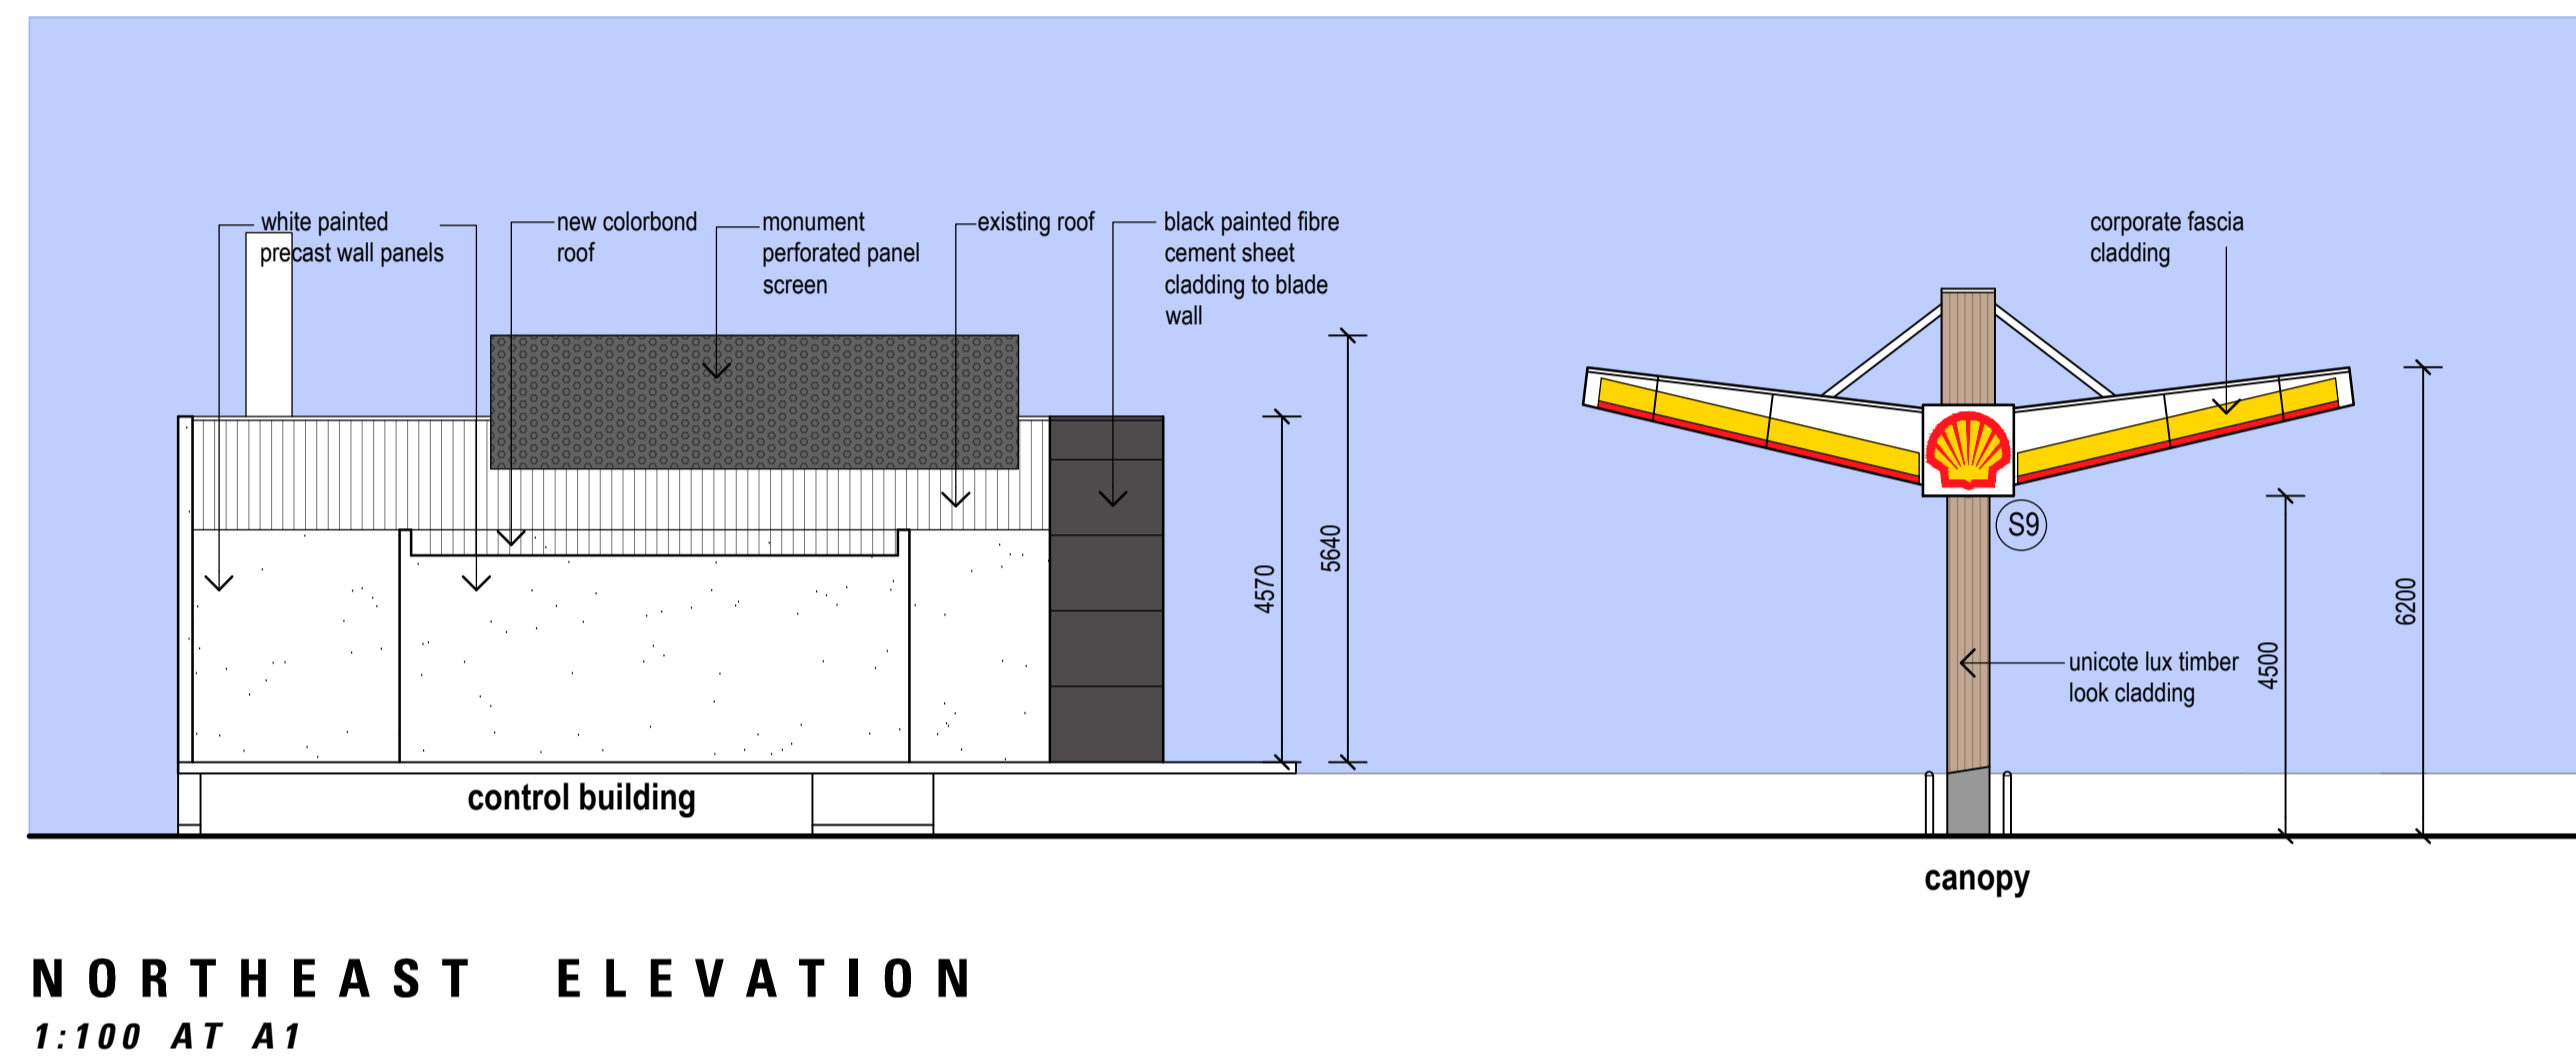 white painted
precast wall panels
new colorbond
roof
monument
perforated panel
screen
existing roof
black painted fibre
cement sheet
cladding to blade
wall
corporate fascia
cladding
4570
5640
S9
unicote lux timber
look cladding
4500
6200
control building
canopy
NORTHEAST ELEVATION
1:100 AT A1